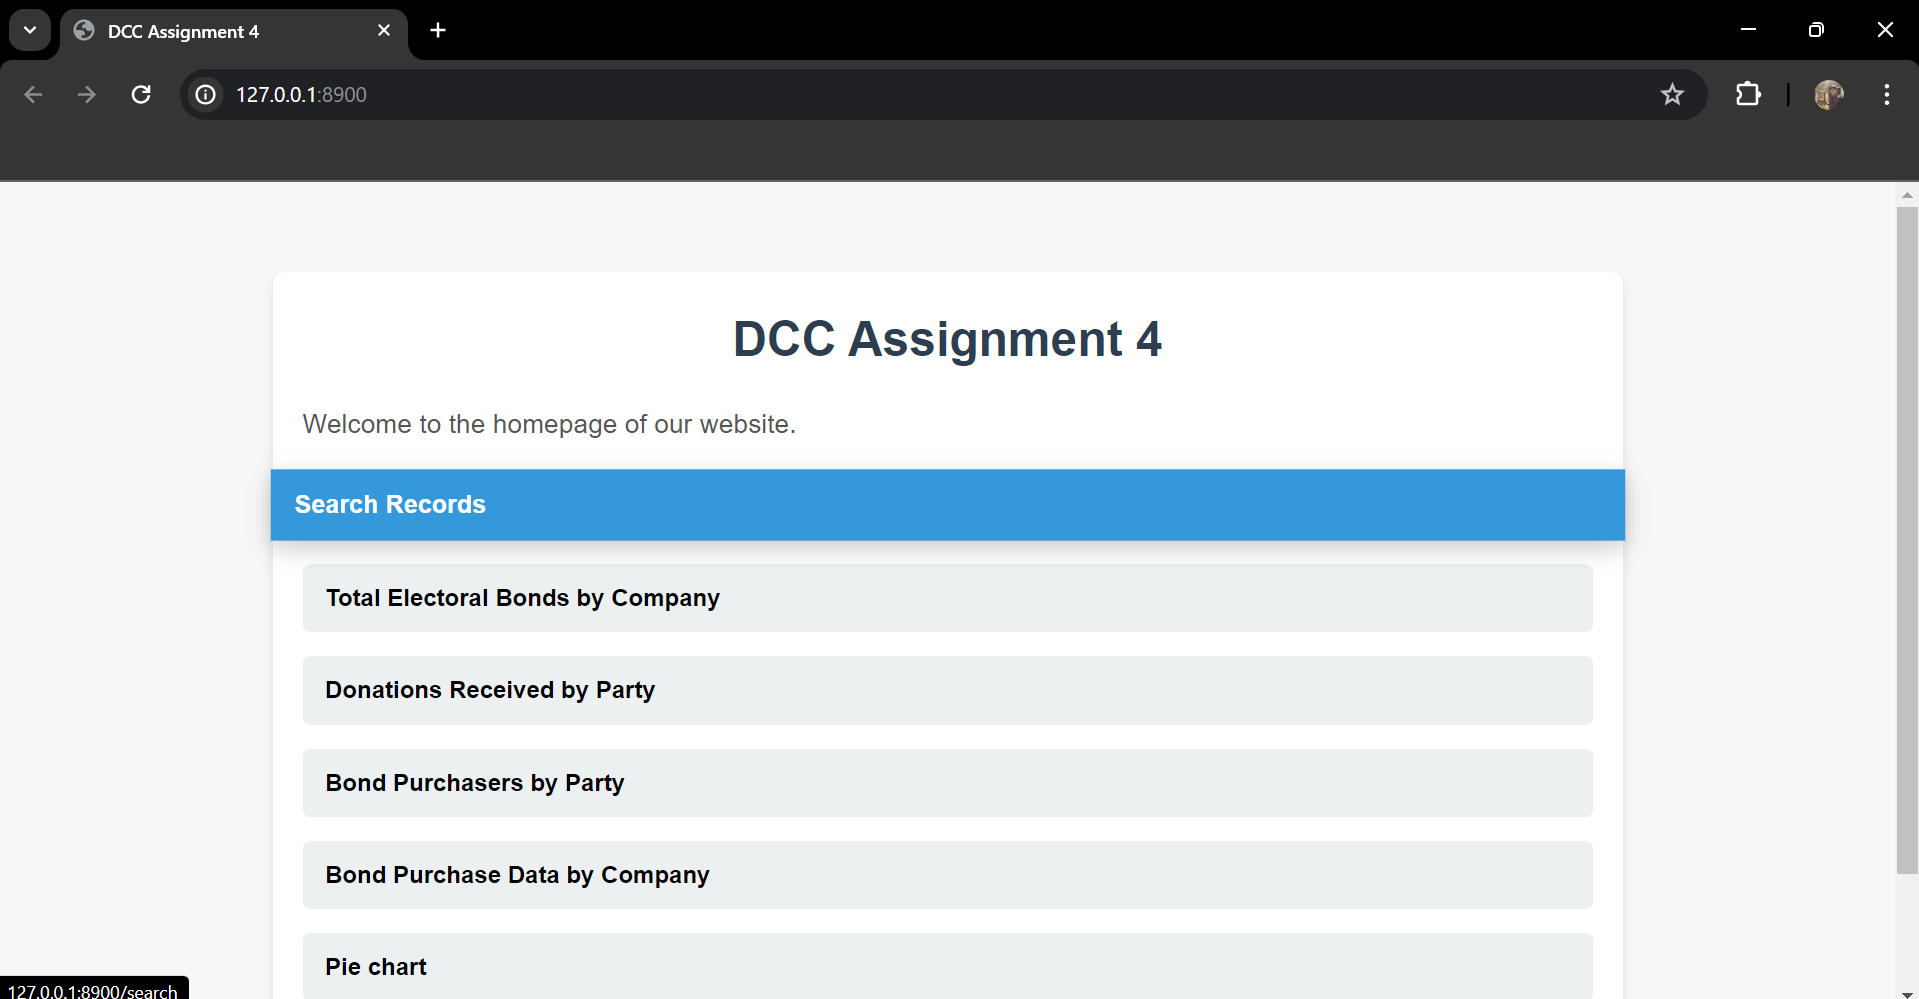 DCC Assignment 4
127.0.0.1:8900
DCC Assignment 4
Welcome to the homepage of our website.
Search Records
Total Electoral Bonds by Company
Donations Received by Party
Bond Purchasers by Party
Bond Purchase Data by Company
Pie chart
127.0.0.1:8900/search